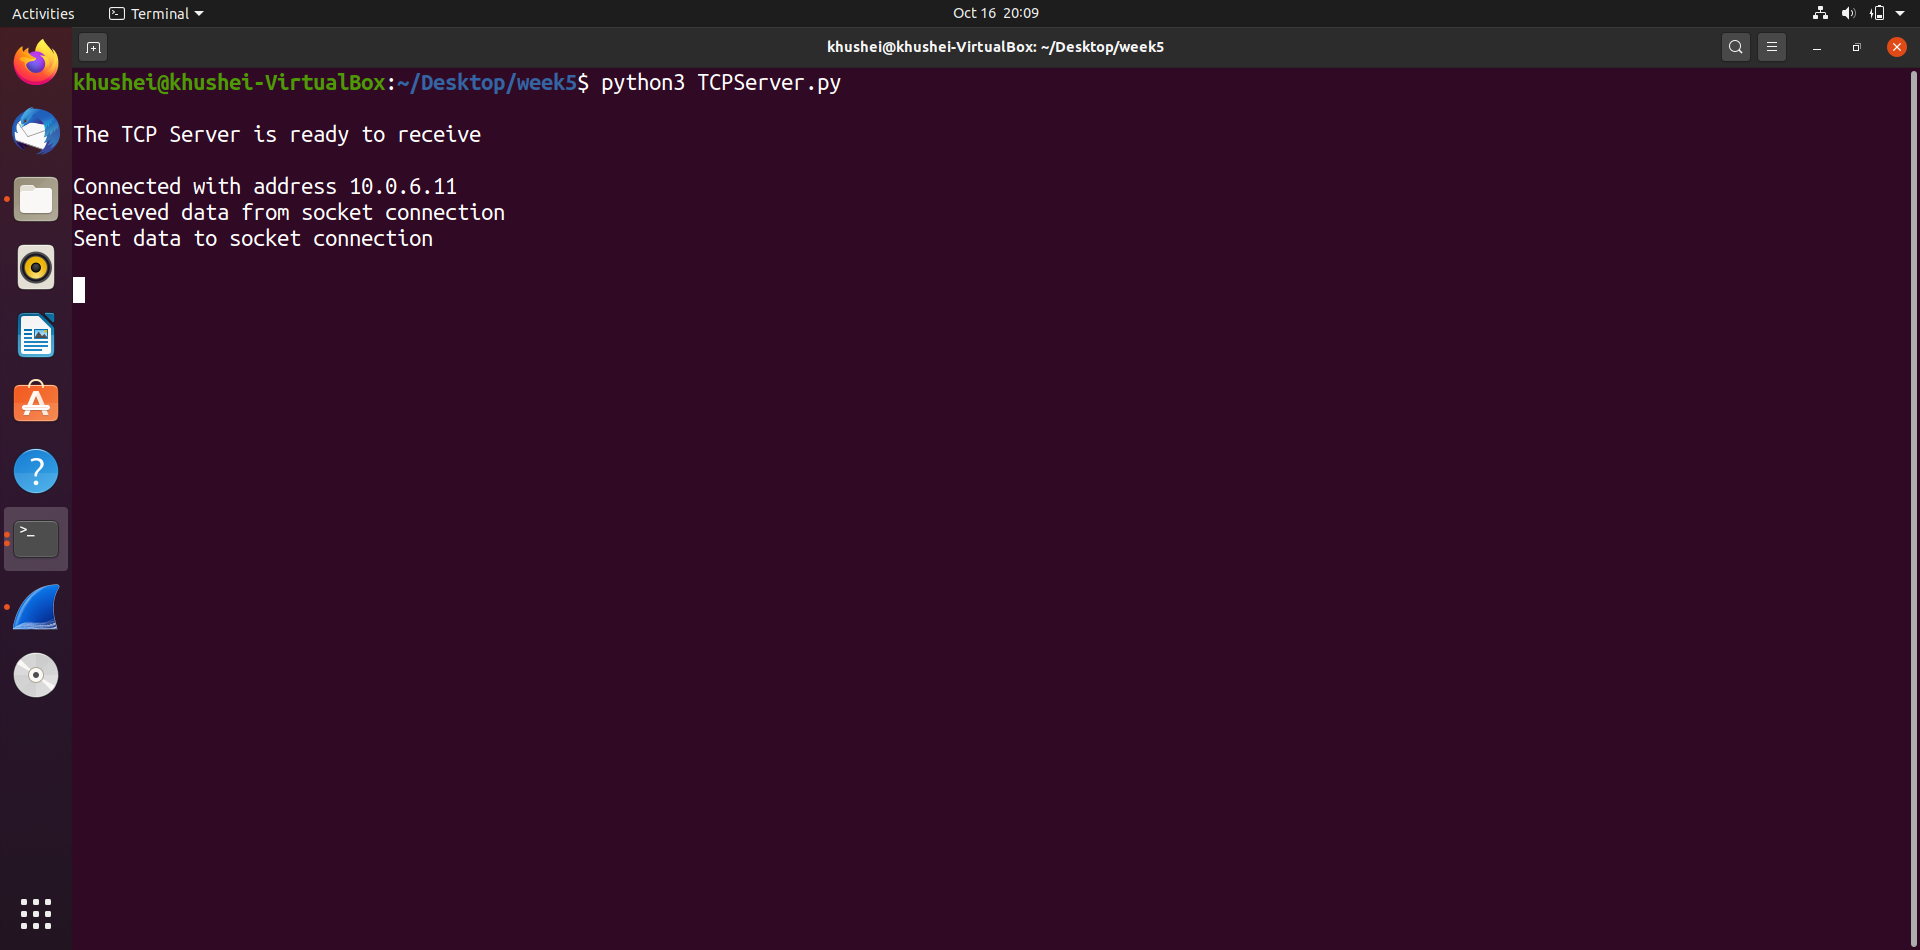 Activities
Terminal
Oct 16 20:09
khushei@khushei-VirtualBox: ~/Desktop/week5
khushei@khushei-VirtualBox:~/Desktop/week5$ python3 TCPServer.py
The TCP Server is ready to receive
Connected with address 10.0.6.11
Recieved data from socket connection
Sent data to socket connection